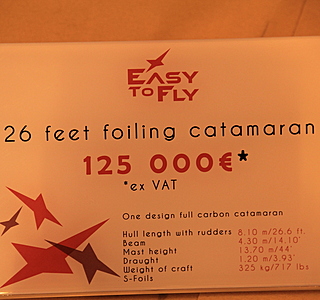 EASY
TO FLY
26 feet foiling catamaran
125 000€*
*ex VAT
One design full carbon catamaran
Hull length with rudders 8.10 m/26.6 ft.
Beam 4.30 m/14.10'
Mast height 13.70 m/44"
Draught 1.20 m/3.93'
Weight of craft 325 kg/717 lbs
S-Foils